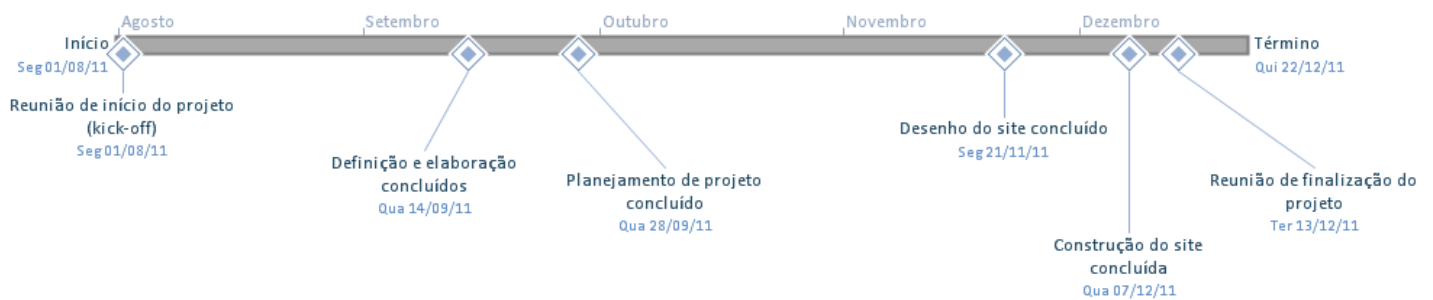 Agosto
Setembro
Outubro
Novembro
Dezembro
Início
Seg 01/08/11
Término
Qui 22/12/11
Reunião de início do projeto
(kick-off)
Seg 01/08/11
Definição e elaboração
concluídos
Qua 14/09/11
Planejamento de projeto
concluído
Qua 28/09/11
Desenho do site concluído
Seg 21/11/11
Construção do site
concluída
Qua 07/12/11
Reunião de finalização do
projeto
Ter 13/12/11